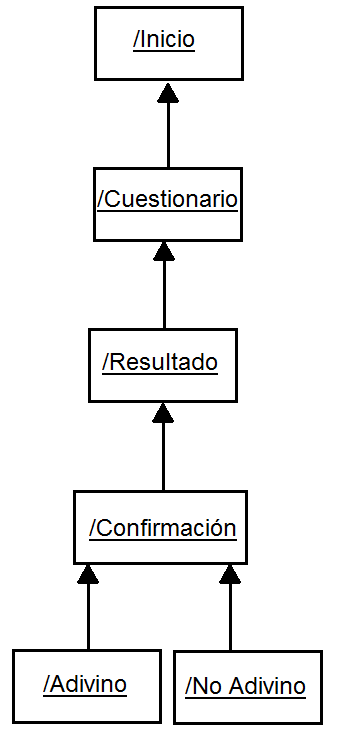 /Inicio
/Cuestionario
/Resultado
/Confirmación
/Adivino
/No Adivino